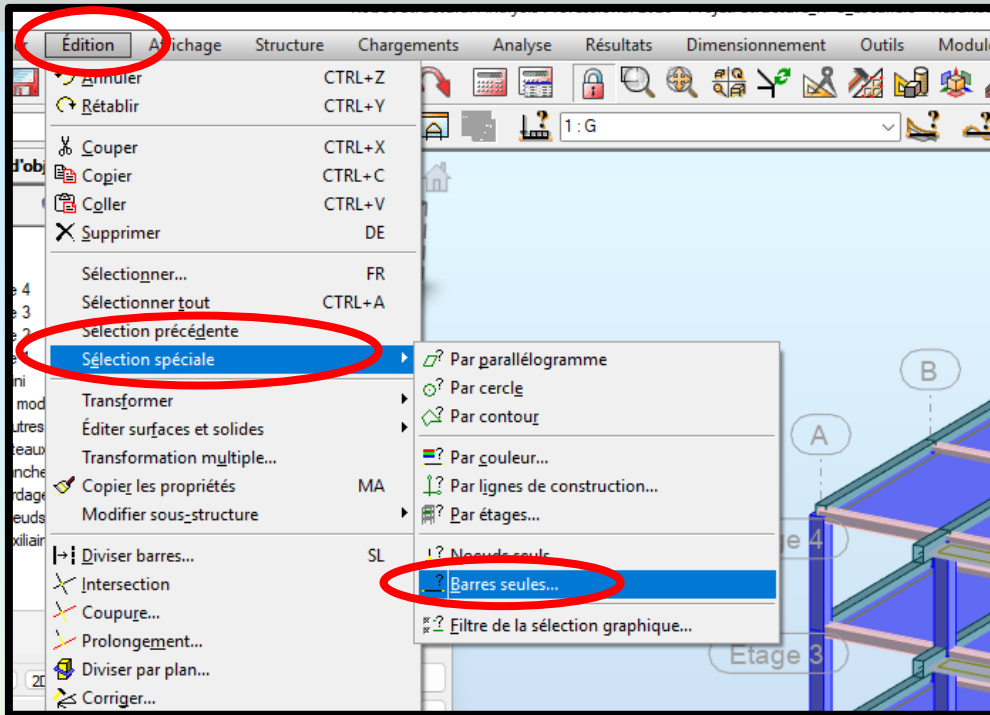 Édition Affichage Structure Chargements Analyse Résultats Dimensionnement Outils
Annuler CTRL+Z
Rétablir CTRL+Y
1 : G
Couper CTRL+X
Copier CTRL+C
Coller CTRL+V
Supprimer DE
Sélectionner... FR
Sélectionner tout CTRL+A
Sélection précédente
Sélection spéciale
Par parallélogramme
Par cercle
Par contour
Par couleur...
Par lignes de construction...
Par étages...
Noeuds seuls...
Barres seules...
Filtre de la sélection graphique...
Transformer
Éditer surfaces et solides
Transformation multiple...
Copier les propriétés MA
Modifier sous-structure
Diviser barres... SL
Intersection
Coupure...
Prolongement...
Diviser par plan...
Corriger...
B
A
4
Etage 3